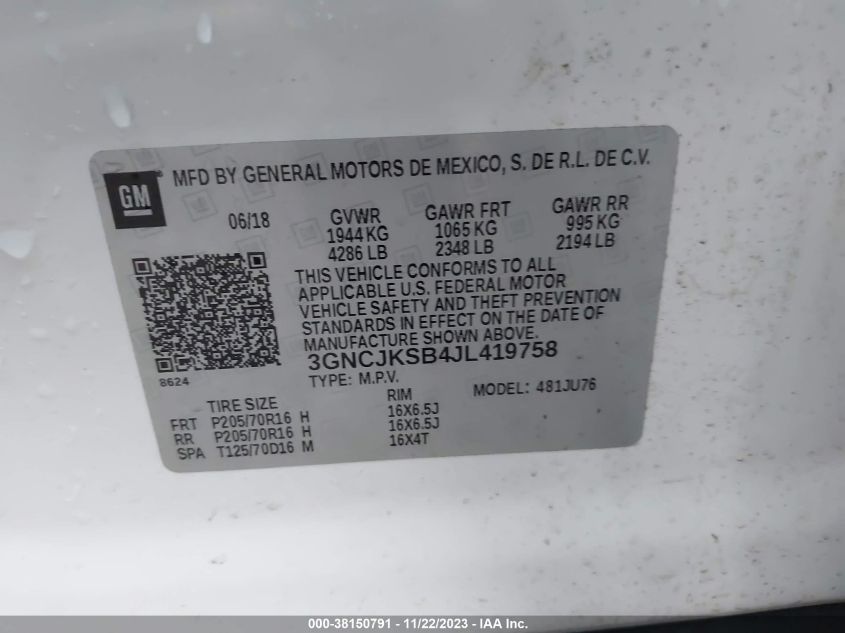 GM
MFD BY GENERAL MOTORS DE MEXICO, S. DE R.L. DE C.V.
06/18 GVWR GAWR FRT GAWR RR
1944 KG 1065 KG 995 KG
4286 LB 2348 LB 2194 LB
THIS VEHICLE CONFORMS TO ALL
APPLICABLE U.S. FEDERAL MOTOR
VEHICLE SAFETY AND THEFT PREVENTION
STANDARDS IN EFFECT ON THE DATE OF
MANUFACTURE SHOWN ABOVE.
8624 3GNCJKSB4JL419758
TYPE: M.P.V. MODEL: 481JU76
TIRE SIZE RIM
FRT P205/70R16 H 16X6.5J
RR P205/70R16 H 16X6.5J
SPA T125/70D16 M 16X4T
000-38150791 - 11/22/2023 - IAA Inc.